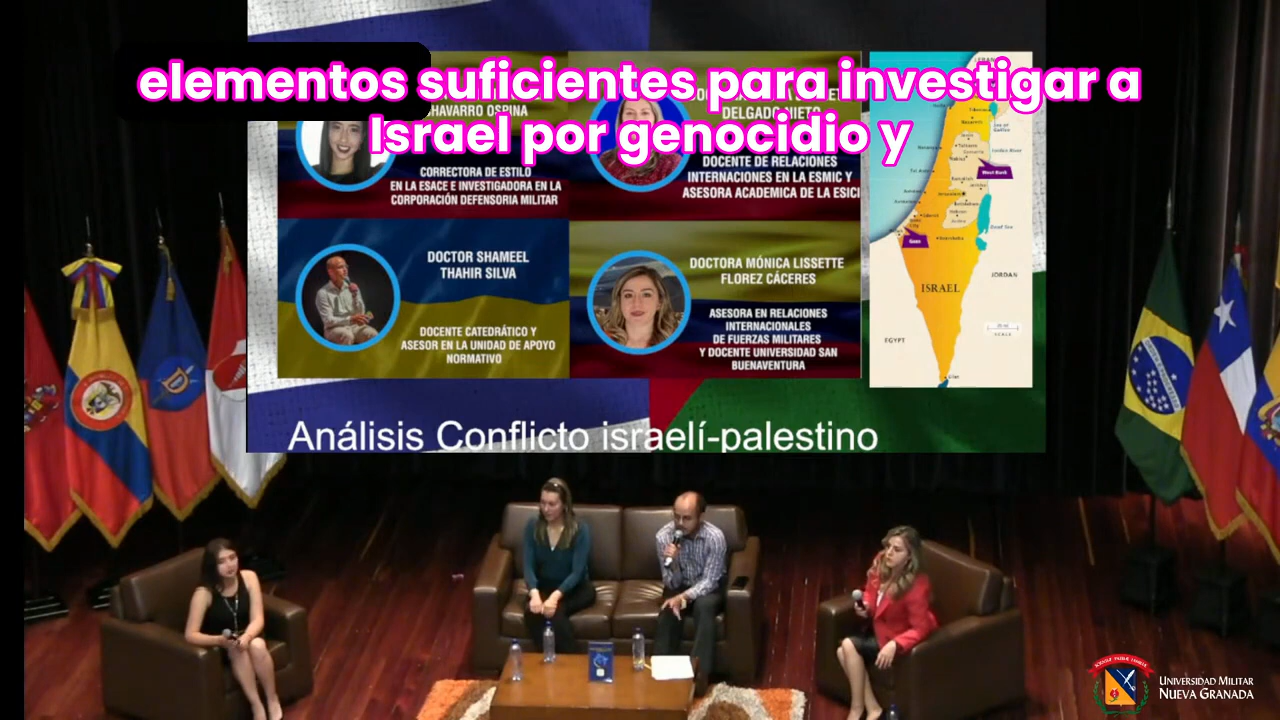 elementos suficientes para investigar a
Israel por genocidio y
CHAVARRO OSPINA
CORRECTORA DE ESTILO
EN LA ESACE E INVESTIGADORA EN LA
CORPORACIÓN DEFENSORIA MILITAR
DELGADO NIETO
DOCENTE DE RELACIONES
INTERNACIONALES EN LA ESMIC Y
ASESORA ACADEMICA DE LA ESICI
DOCTOR SHAMEEL
THAHIR SILVA
DOCENTE CATEDRÁTICO Y
ASESOR EN LA UNIDAD DE APOYO
NORMATIVO
DOCTORA MÓNICA LISSETTE
FLOREZ CÁCERES
ASESORA EN RELACIONES
INTERNACIONALES
DE FUERZAS MILITARES
Y DOCENTE UNIVERSIDAD SAN
BUENAVENTURA
West Bank
Gaza
Dead Sea
ISRAEL
JORDAN
EGYPT
SCALE
Análisis Conflicto israelí-palestino
UNIVERSIDAD MILITAR
NUEVA GRANADA